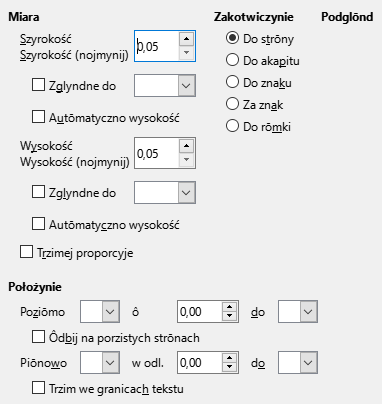 Miara Zakotwiczynie Podglōnd
Szyrokość
Szyrokość (nojmynij) 0,05
Do strōny
Do akapitu
Zglyndne do
Do znaku
Autōmatyczno wysokość
Za znak
Do rōmki
Wysokość
Wysokość (nojmynij) 0,05
Zglyndne do
Autōmatyczno wysokość
Trzimej proporcyje
Położynie
Poziōmo ô 0,00 do
Ôdbij na porzistych strōnach
Piōnowo w odl. 0,00 do
Trzim we granicach tekstu